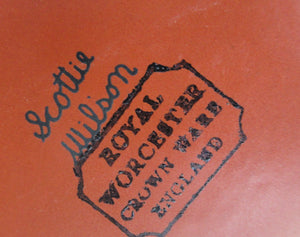 Scottie
Wilson
ROYAL
WORCESTER
CROWN WARE
ENGLAND